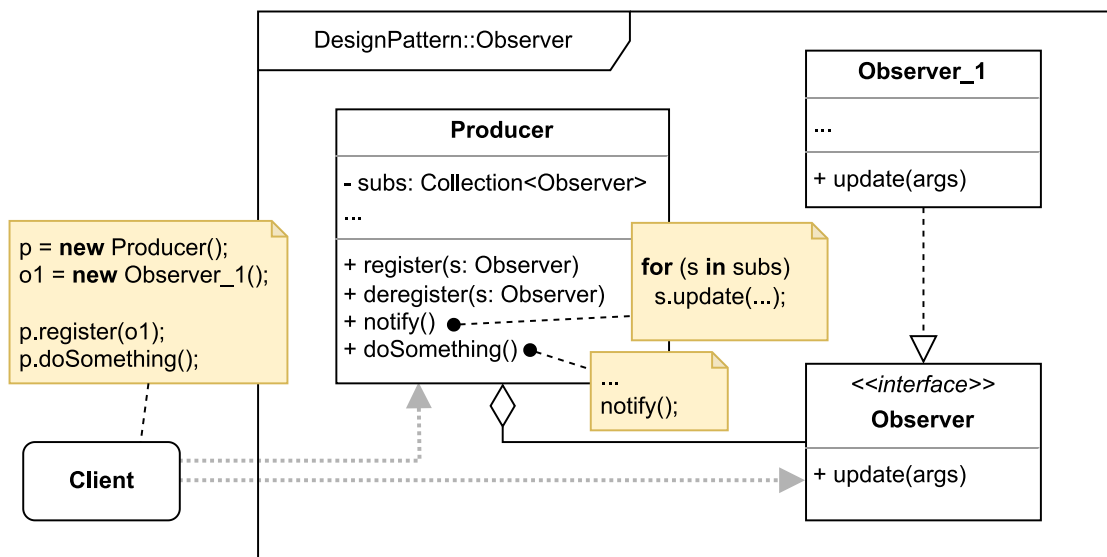 DesignPattern::Observer
Observer_1
...
+ update(args)
Producer
- subs: Collection<Observer>
...
+ register(s: Observer)
+ deregister(s: Observer)
+ notify()
+ doSomething()
for (s in subs)
s.update(...);
...
notify();
p = new Producer();
o1 = new Observer_1();
p.register(o1);
p.doSomething();
Client
<<interface>>
Observer
+ update(args)